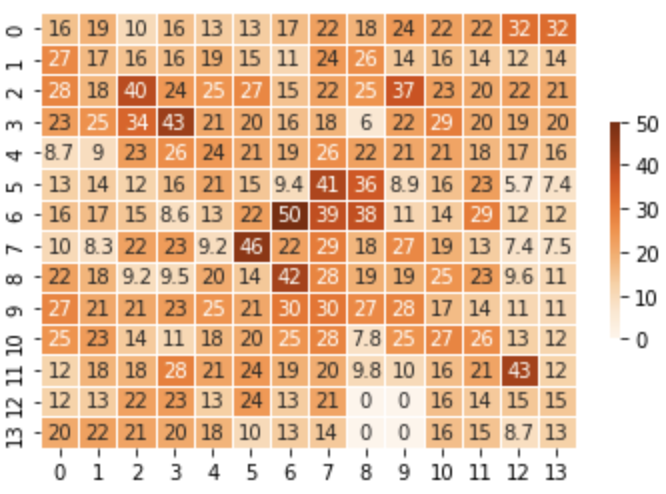 0 16 19 10 16 13 13 17 22 18 24 22 22 32 32
1 27 17 16 16 19 15 11 24 26 14 16 14 12 14
2 28 18 40 24 25 27 15 22 25 37 23 20 22 21
3 23 25 34 43 21 20 16 18 6 22 29 20 19 20
4 8.7 9 23 26 24 21 19 26 22 21 21 18 17 16
5 13 14 12 16 21 15 9.4 41 36 8.9 16 23 5.7 7.4
6 16 17 15 8.6 13 22 50 39 38 11 14 29 12 12
7 10 8.3 22 23 9.2 46 22 29 18 27 19 13 7.4 7.5
8 22 18 9.2 9.5 20 14 42 28 19 19 25 23 9.6 11
9 27 21 21 23 25 21 30 30 27 28 17 14 11 11
10 25 23 14 11 18 20 25 28 7.8 25 27 26 13 12
11 12 18 18 28 21 24 19 20 9.8 10 16 21 43 12
12 12 13 22 23 13 24 13 21 0 0 16 14 15 15
13 20 22 21 20 18 10 13 14 0 0 16 15 8.7 13
0 1 2 3 4 5 6 7 8 9 10 11 12 13
50
40
30
20
10
0